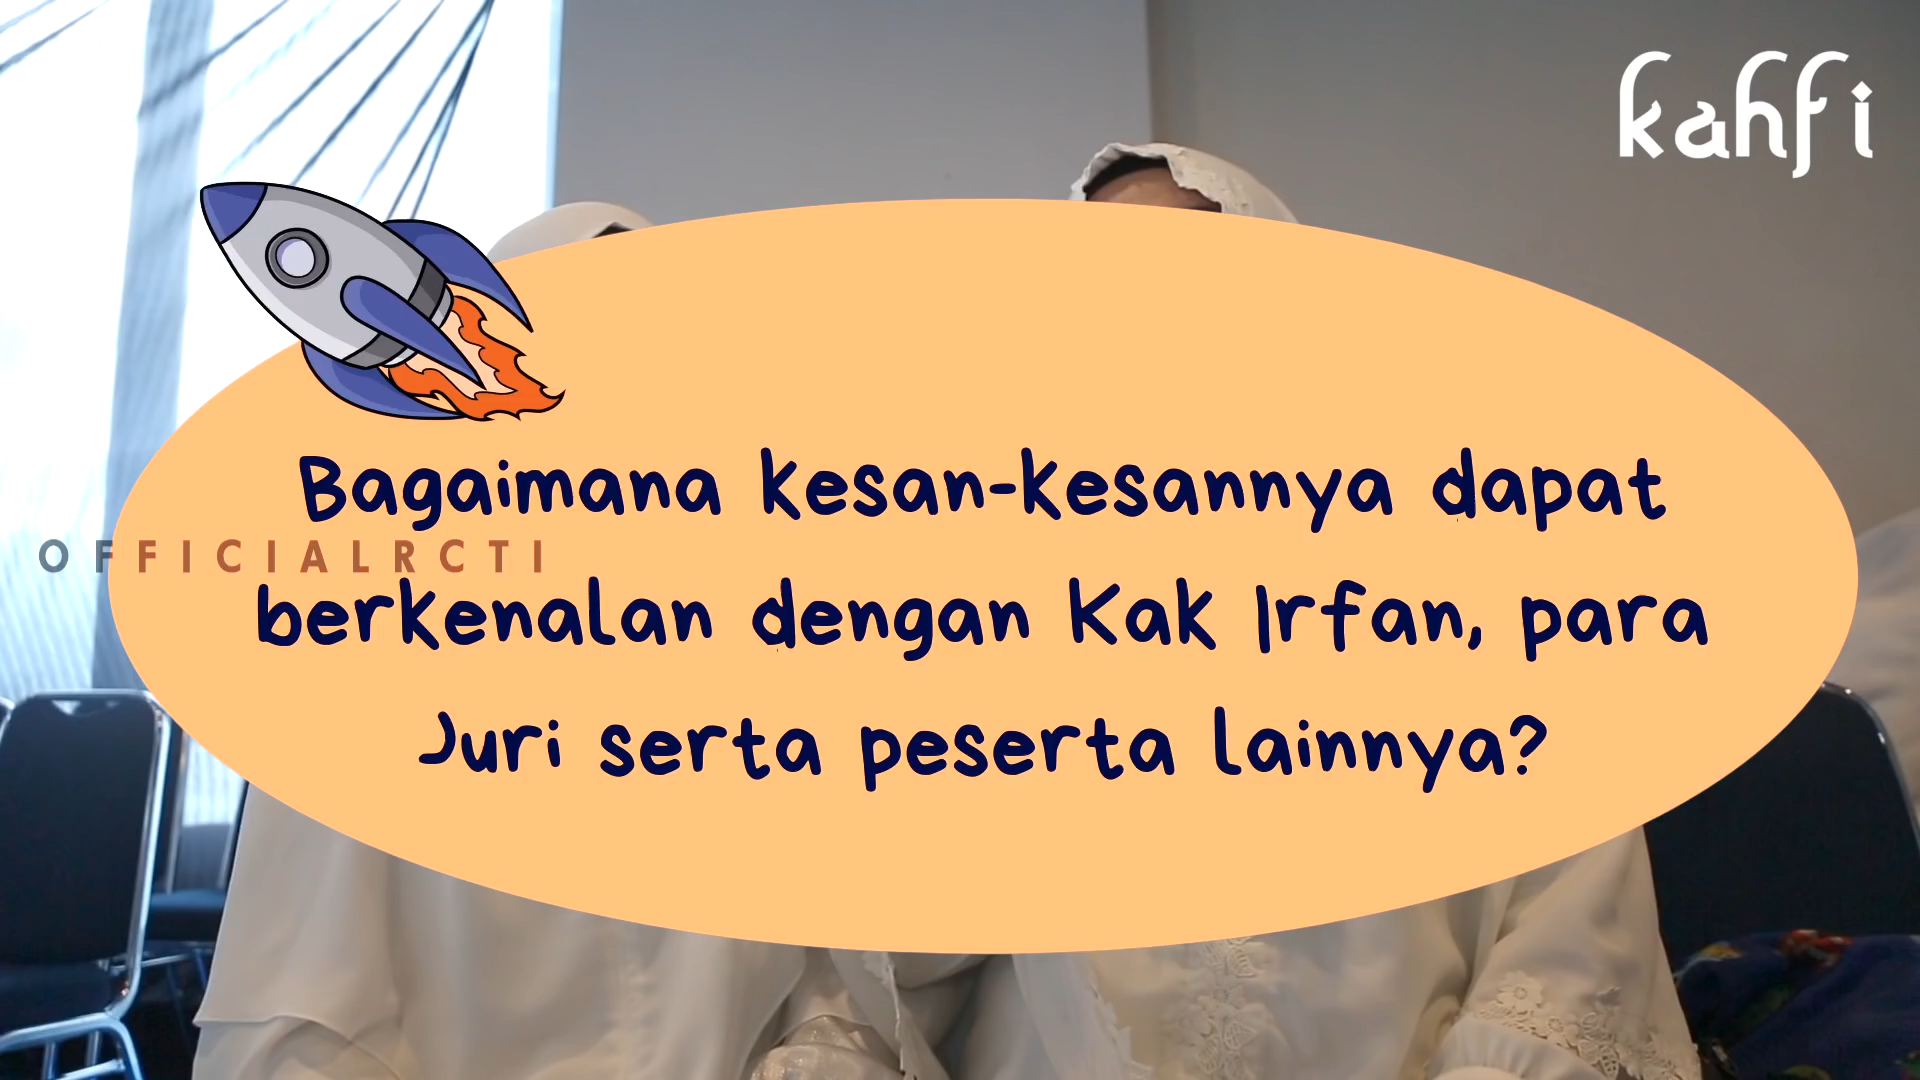 kahfi
Bagaimana kesan-kesannya dapat
OFFICIALRCTI
berkenalan dengan Kak Irfan, para
Juri serta peserta lainnya?